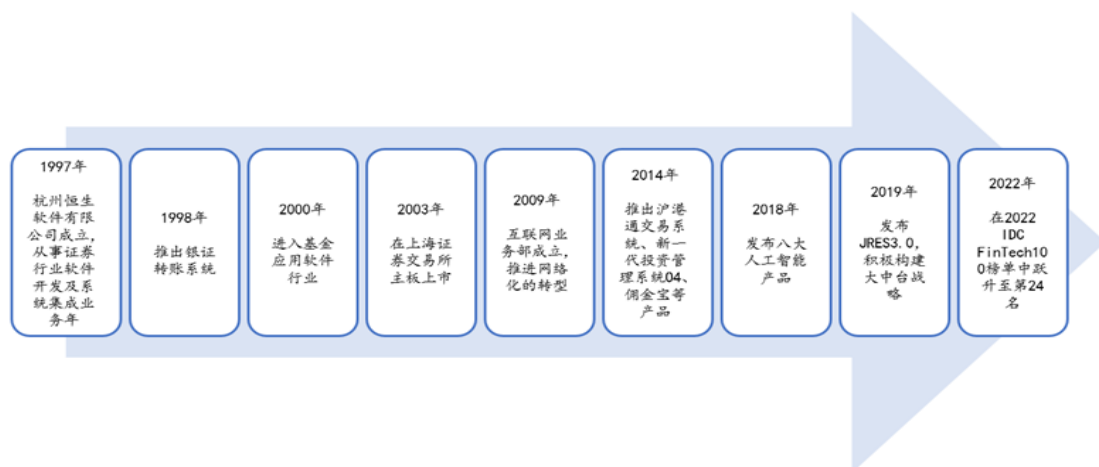 1997年
杭州恒生
软件有限
公司成立，
从事证券
行业软件
开发及系
统集成业
务年
1998年
推出银证
转账系统
2000年
进入基金
应用软件
行业
2003年
在上海证
券交易所
主板上市
2009年
互联网业
务部成立，
推进网络
化的转型
2014年
推出沪港
通交易系
统、新一
代投资管
理系统04、
佣金宝等
产品
2018年
发布八大
人工智能
产品
2019年
发布
JRES3.0，
积极构建
大中台战
略
2022年
在2022
IDC
FinTech10
0榜单中跃
升至第24
名